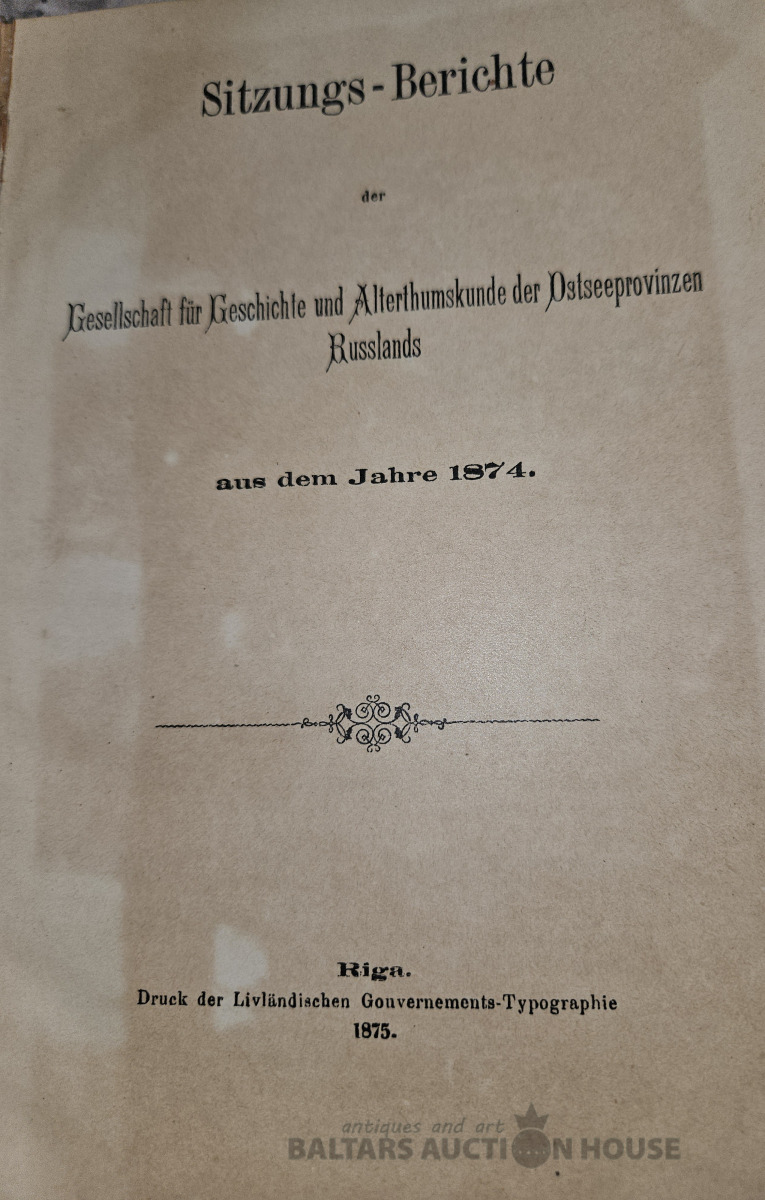 Sitzungs-Berichte
der
Gesellschaft für Geschichte und Alterthumskunde der Ostseeprovinzen
Russlands
aus dem Jahre 1874.
Riga.
Druck der Livländischen Gouvernements-Typographie
1875.
antiques and art
BALTARS AUCTION HOUSE